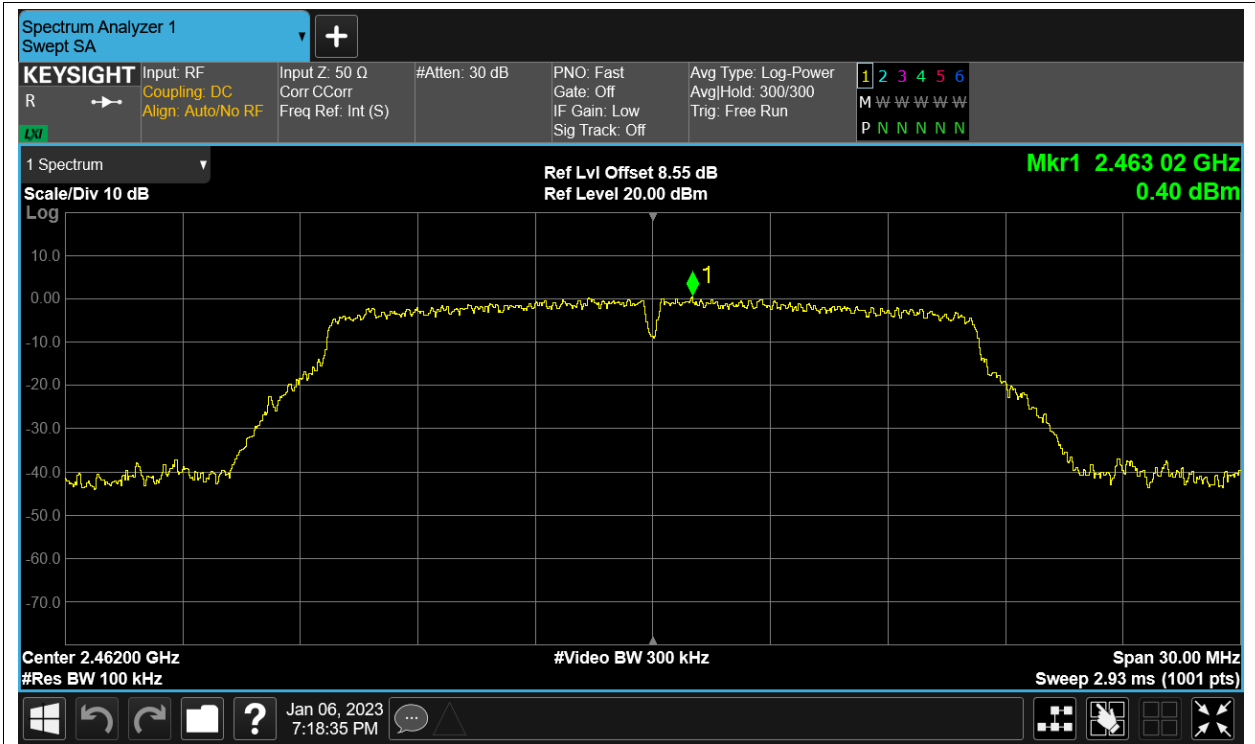 Spectrum Analyzer 1
Swept SA
+
KEYSIGHT
R
LXI
Input: RF
Coupling: DC
Align: Auto/No RF
Input Z: 50 Ω
Corr CCorr
Freq Ref: Int (S)
#Atten: 30 dB
PNO: Fast
Gate: Off
IF Gain: Low
Sig Track: Off
Avg Type: Log-Power
Avg|Hold: 300/300
Trig: Free Run
1 2 3 4 5 6
M W W W W W
P N N N N N
1 Spectrum
Scale/Div 10 dB
Log
Ref Lvl Offset 8.55 dB
Ref Level 20.00 dBm
Mkr1 2.463 02 GHz
0.40 dBm
1
10.0
0.00
-10.0
-20.0
-30.0
-40.0
-50.0
-60.0
-70.0
Center 2.46200 GHz
#Res BW 100 kHz
#Video BW 300 kHz
Span 30.00 MHz
Sweep 2.93 ms (1001 pts)
?
Jan 06, 2023
7:18:35 PM